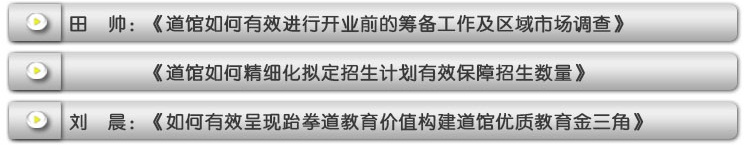 田　帅：《道馆如何有效进行开业前的筹备工作及区域市场调查》
《道馆如何精细化拟定招生计划有效保障招生数量》
刘　晨：《如何有效呈现跆拳道教育价值构建道馆优质教育金三角》